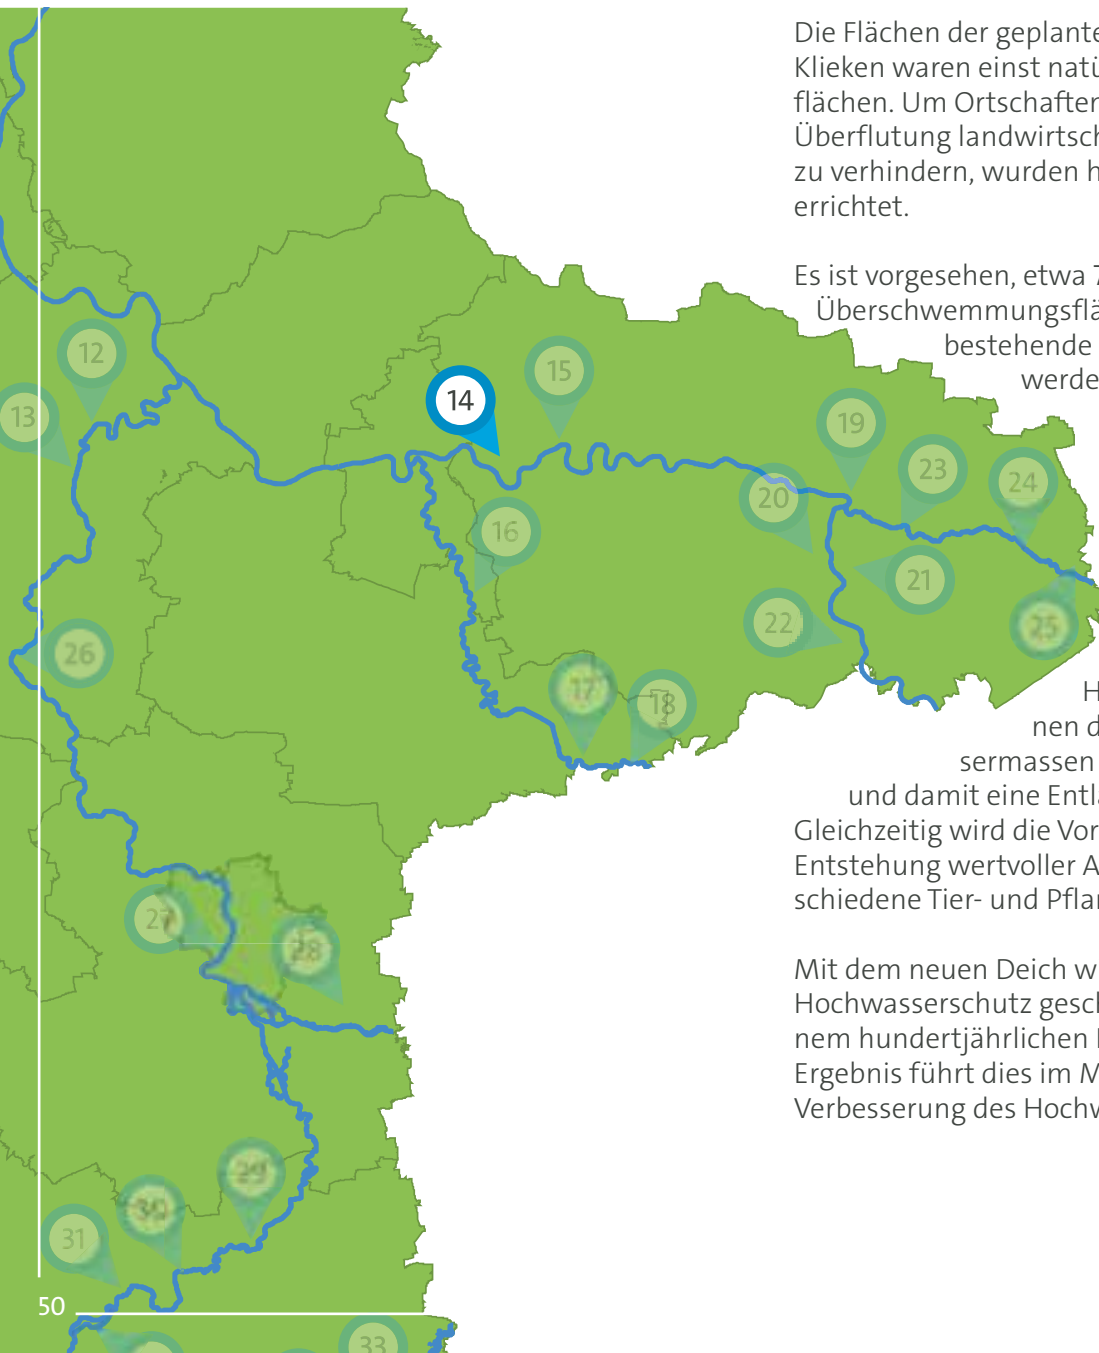 Die Flächen der geplante
Klieken waren einst natü
flächen. Um Ortschaften
Überflutung landwirtsch
zu verhindern, wurden h
errichtet.
Es ist vorgesehen, etwa 7
Überschwemmungsflä
bestehende
werde
H
nen d
sermassen
und damit eine Entla
Gleichzeitig wird die Vor
Entstehung wertvoller A
schiedene Tier- und Pflan
Mit dem neuen Deich w
Hochwasserschutz gesch
nem hundertjährlichen
Ergebnis führt dies im M
Verbesserung des Hochw
12
13
14
15
16
17
18
19
20
21
22
23
24
25
26
27
28
29
30
31
33
50